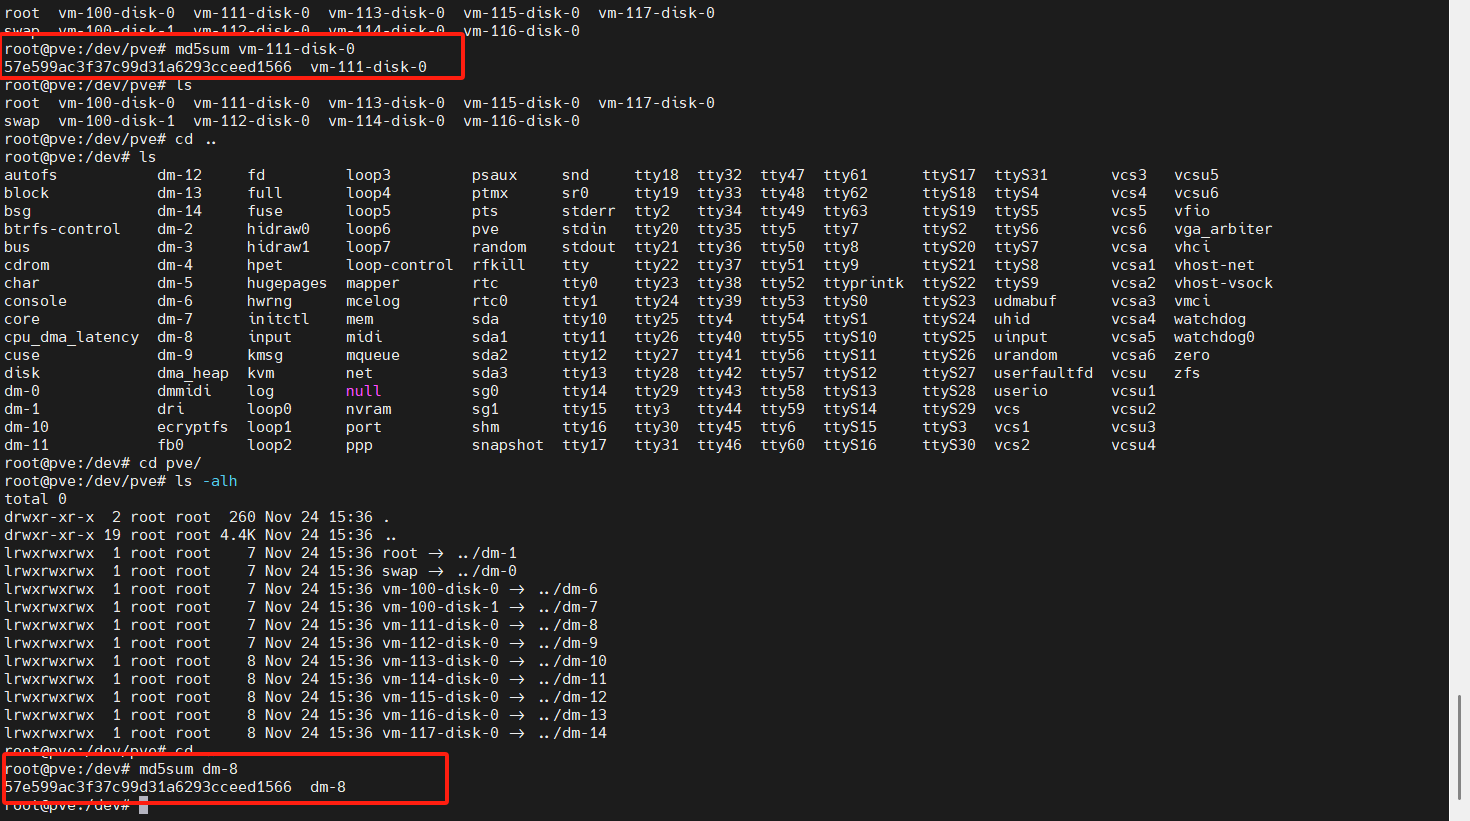 root  vm-100-disk-0  vm-111-disk-0  vm-113-disk-0  vm-115-disk-0  vm-117-disk-0
swap  vm-100-disk-1  vm-112-disk-0  vm-114-disk-0  vm-116-disk-0
root@pve:/dev/pve# md5sum vm-111-disk-0
57e599ac3f37c99d31a6293cceed1566  vm-111-disk-0
root@pve:/dev/pve# ls
root  vm-100-disk-0  vm-111-disk-0  vm-113-disk-0  vm-115-disk-0  vm-117-disk-0
swap  vm-100-disk-1  vm-112-disk-0  vm-114-disk-0  vm-116-disk-0
root@pve:/dev/pve# cd ..
root@pve:/dev# ls
autofs           dm-12     fd         loop3         psaux     snd     tty18  tty32  tty47  tty61      ttyS17  ttyS31       vcs3   vcsu5
block            dm-13     full       loop4         ptmx      sr0     tty19  tty33  tty48  tty62      ttyS18  ttyS4        vcs4   vcsu6
bsg              dm-14     fuse       loop5         pts       stderr  tty2   tty34  tty49  tty63      ttyS19  ttyS5        vcs5   vfio
btrfs-control    dm-2      hidraw0    loop6         pve       stdin   tty20  tty35  tty5   tty7       ttyS2   ttyS6        vcs6   vga_arbiter
bus              dm-3      hidraw1    loop7         random    stdout  tty21  tty36  tty50  tty8       ttyS20  ttyS7        vcsa   vhci
cdrom            dm-4      hpet       loop-control  rfkill    tty     tty22  tty37  tty51  tty9       ttyS21  ttyS8        vcsa1  vhost-net
char             dm-5      hugepages  mapper        rtc       tty0    tty23  tty38  tty52  ttyprintk  ttyS22  ttyS9        vcsa2  vhost-vsock
console          dm-6      hwrng      mcelog        rtc0      tty1    tty24  tty39  tty53  ttyS0      ttyS23  udmabuf      vcsa3  vmci
core             dm-7      initctl    mem           sda       tty10   tty25  tty4   tty54  ttyS1      ttyS24  uhid         vcsa4  watchdog
cpu_dma_latency  dm-8      input      midi          sda1      tty11   tty26  tty40  tty55  ttyS10     ttyS25  uinput       vcsa5  watchdog0
cuse             dm-9      kmsg       mqueue        sda2      tty12   tty27  tty41  tty56  ttyS11     ttyS26  urandom      vcsa6  zero
disk             dma_heap  kvm        net           sda3      tty13   tty28  tty42  tty57  ttyS12     ttyS27  userfaultfd  vcsu   zfs
dm-0             dmmidi    log        null          sg0       tty14   tty29  tty43  tty58  ttyS13     ttyS28  userio       vcsu1
dm-1             dri       loop0      nvram         sg1       tty15   tty3   tty44  tty59  ttyS14     ttyS29  vcs          vcsu2
dm-10            ecryptfs  loop1      port          shm       tty16   tty30  tty45  tty6   ttyS15     ttyS3   vcs1         vcsu3
dm-11            fb0       loop2      ppp           snapshot  tty17   tty31  tty46  tty60  ttyS16     ttyS30  vcs2         vcsu4
root@pve:/dev# cd pve/
root@pve:/dev/pve# ls -alh
total 0
drwxr-xr-x  2 root root  260 Nov 24 15:36 .
drwxr-xr-x 19 root root 4.4K Nov 24 15:36 ..
lrwxrwxrwx  1 root root    7 Nov 24 15:36 root -> ../dm-1
lrwxrwxrwx  1 root root    7 Nov 24 15:36 swap -> ../dm-0
lrwxrwxrwx  1 root root    7 Nov 24 15:36 vm-100-disk-0 -> ../dm-6
lrwxrwxrwx  1 root root    7 Nov 24 15:36 vm-100-disk-1 -> ../dm-7
lrwxrwxrwx  1 root root    7 Nov 24 15:36 vm-111-disk-0 -> ../dm-8
lrwxrwxrwx  1 root root    7 Nov 24 15:36 vm-112-disk-0 -> ../dm-9
lrwxrwxrwx  1 root root    8 Nov 24 15:36 vm-113-disk-0 -> ../dm-10
lrwxrwxrwx  1 root root    8 Nov 24 15:36 vm-114-disk-0 -> ../dm-11
lrwxrwxrwx  1 root root    8 Nov 24 15:36 vm-115-disk-0 -> ../dm-12
lrwxrwxrwx  1 root root    8 Nov 24 15:36 vm-116-disk-0 -> ../dm-13
lrwxrwxrwx  1 root root    8 Nov 24 15:36 vm-117-disk-0 -> ../dm-14
root@pve:/dev/pve# cd
root@pve:/dev# md5sum dm-8
57e599ac3f37c99d31a6293cceed1566  dm-8
root@pve:/dev#